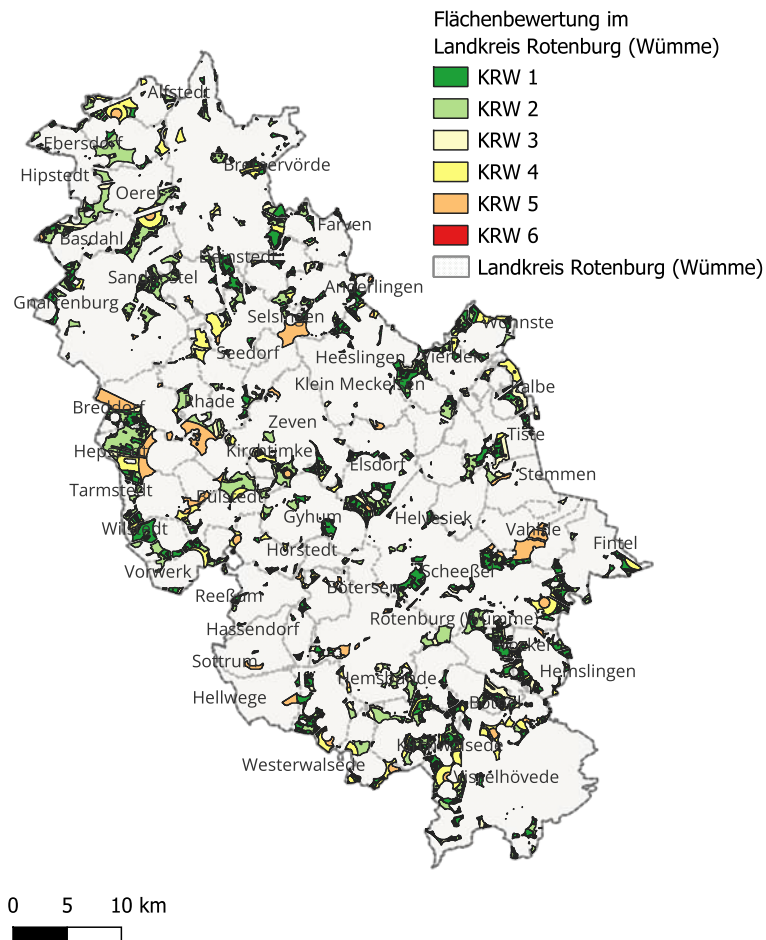 Flächenbewertung im
Landkreis Rotenburg (Wümme)
KRW 1
KRW 2
KRW 3
KRW 4
KRW 5
KRW 6
Landkreis Rotenburg (Wümme)
Alfstedt
Ebersdorf
Bremervörde
Hipstedt
Oerel
Farven
Basdahl
Deinstedt
Sandbostel
Anderlingen
Gnarrenburg
Selsingen
Wohnste
Seedorf
Heeslingen
Vierden
Klein Meckelsen
Kalbe
Rhade
Breddorf
Zeven
Tiste
Hepstedt
Kirchtimke
Elsdorf
Stemmen
Tarmstedt
Bülstedt
Gyhum
Helvesiek
Wilstedt
Vahlde
Fintel
Horstedt
Vorwerk
Scheeßel
Bötersen
Reeßum
Rotenburg (Wümme)
Hassendorf
Brockel
Sottrum
Hemslingen
Hemsbünde
Hellwege
Bothel
Kirchwalsede
Westerwalsede
Visselhövede
0 5 10 km